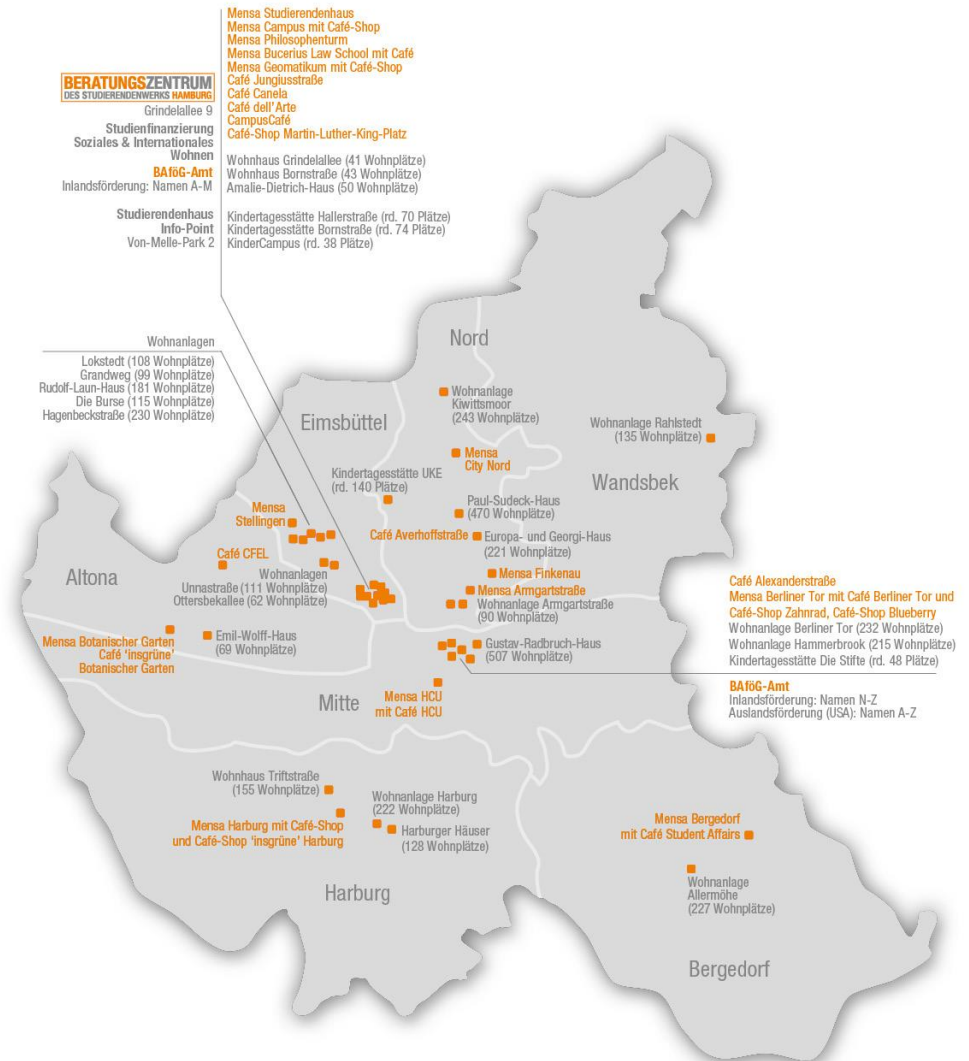 Mensa Studierendenhaus
Mensa Campus mit Café-Shop
Mensa Philosophenturm
Mensa Bucerius Law School mit Café
Mensa Geomatikum mit Café-Shop
Café Jungiusstraße
Café Canela
Café dell'Arte
CampusCafé
Café-Shop Martin-Luther-King-Platz
BERATUNGSZENTRUM
DES STUDIERENDENWERKS HAMBURG
Grindelallee 9
Studienfinanzierung
Soziales & Internationales
Wohnen
BAföG-Amt
Inlandsförderung: Namen A-M
Wohnhaus Grindelallee (41 Wohnplätze)
Wohnhaus Bornstraße (43 Wohnplätze)
Amalie-Dietrich-Haus (50 Wohnplätze)
Studierendenhaus
Info-Point
Von-Melle-Park 2
Kindertagesstätte Hallerstraße (rd. 70 Plätze)
Kindertagesstätte Bornstraße (rd. 74 Plätze)
KinderCampus (rd. 38 Plätze)
Wohnanlagen
Lokstedt (108 Wohnplätze)
Grandweg (99 Wohnplätze)
Rudolf-Laun-Haus (181 Wohnplätze)
Die Burse (115 Wohnplätze)
Hagenbeckstraße (230 Wohnplätze)
Nord
Wohnanlage
Kiwittsmoor
(243 Wohnplätze)
Eimsbüttel
Wohnanlage Rahlstedt
(135 Wohnplätze)
Mensa
City Nord
Wandsbek
Kindertagesstätte UKE
(rd. 140 Plätze)
Paul-Sudeck-Haus
(470 Wohnplätze)
Mensa
Stellingen
Café Averhoffstraße
Europa- und Georgi-Haus
(221 Wohnplätze)
Café CFEL
Altona
Wohnanlagen
Unnastraße (111 Wohnplätze)
Ottersbekallee (62 Wohnplätze)
Mensa Finkenau
Mensa Armgartstraße
Wohnanlage Armgartstraße
(90 Wohnplätze)
Café Alexanderstraße
Mensa Berliner Tor mit Café Berliner Tor und
Café-Shop Zahnrad, Café-Shop Blueberry
Wohnanlage Berliner Tor (232 Wohnplätze)
Wohnanlage Hammerbrook (215 Wohnplätze)
Kindertagesstätte Die Stifte (rd. 48 Plätze)
BAföG-Amt
Inlandsförderung: Namen N-Z
Auslandsförderung (USA): Namen A-Z
Mensa Botanischer Garten
Café 'insgrüne'
Botanischer Garten
Emil-Wolff-Haus
(69 Wohnplätze)
Gustav-Radbruch-Haus
(507 Wohnplätze)
Mitte
Mensa HCU
mit Café HCU
Wohnhaus Triftstraße
(155 Wohnplätze)
Mensa Harburg mit Café-Shop
und Café-Shop 'insgrüne' Harburg
Wohnanlage Harburg
(222 Wohnplätze)
Harburger Häuser
(128 Wohnplätze)
Harburg
Mensa Bergedorf
mit Café Student Affairs
Wohnanlage
Allermöhe
(227 Wohnplätze)
Bergedorf